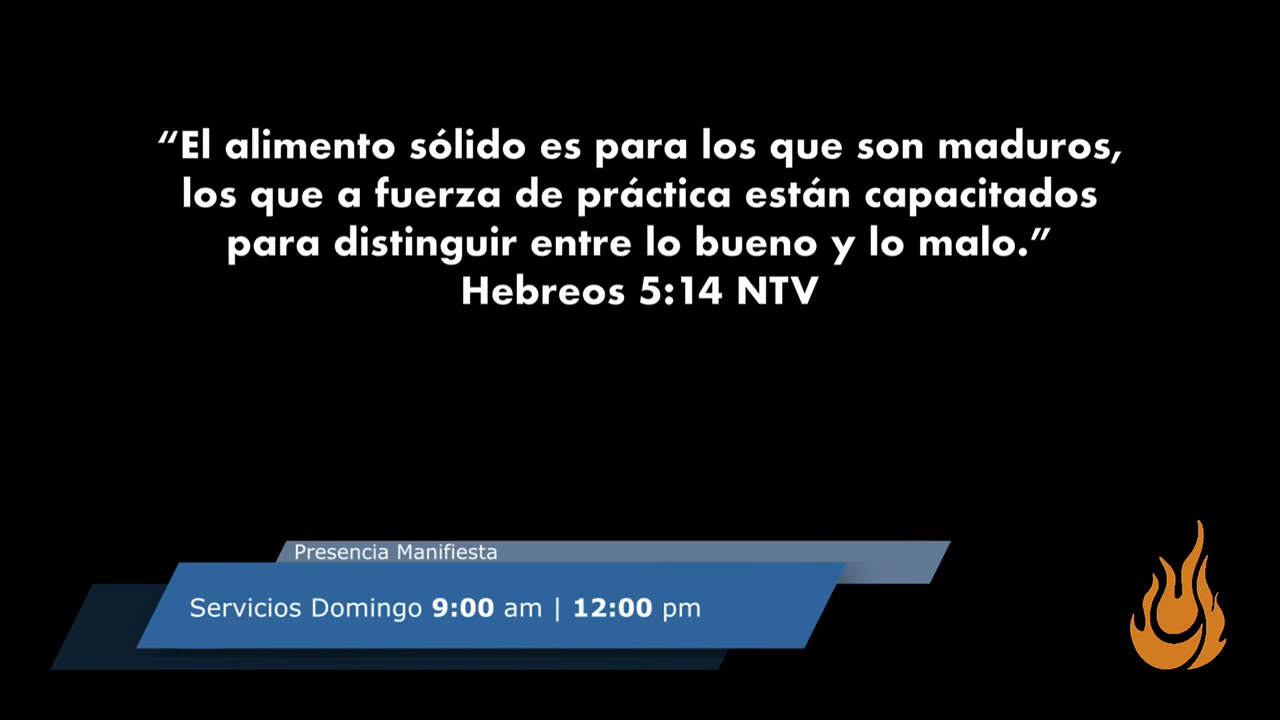 “El alimento sólido es para los que son maduros,
los que a fuerza de práctica están capacitados
para distinguir entre lo bueno y lo malo.”
Hebreos 5:14 NTV
Presencia Manifiesta
Servicios Domingo 9:00 am | 12:00 pm